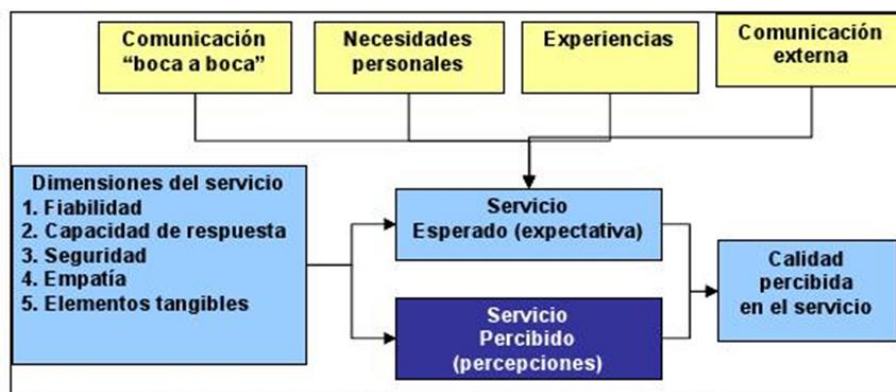 Comunicación
“boca a boca”
Necesidades
personales
Experiencias
Comunicación
externa
Dimensiones del servicio
1. Fiabilidad
2. Capacidad de respuesta
3. Seguridad
4. Empatía
5. Elementos tangibles
Servicio
Esperado (expectativa)
Servicio
Percibido
(percepciones)
Calidad
percibida
en el servicio